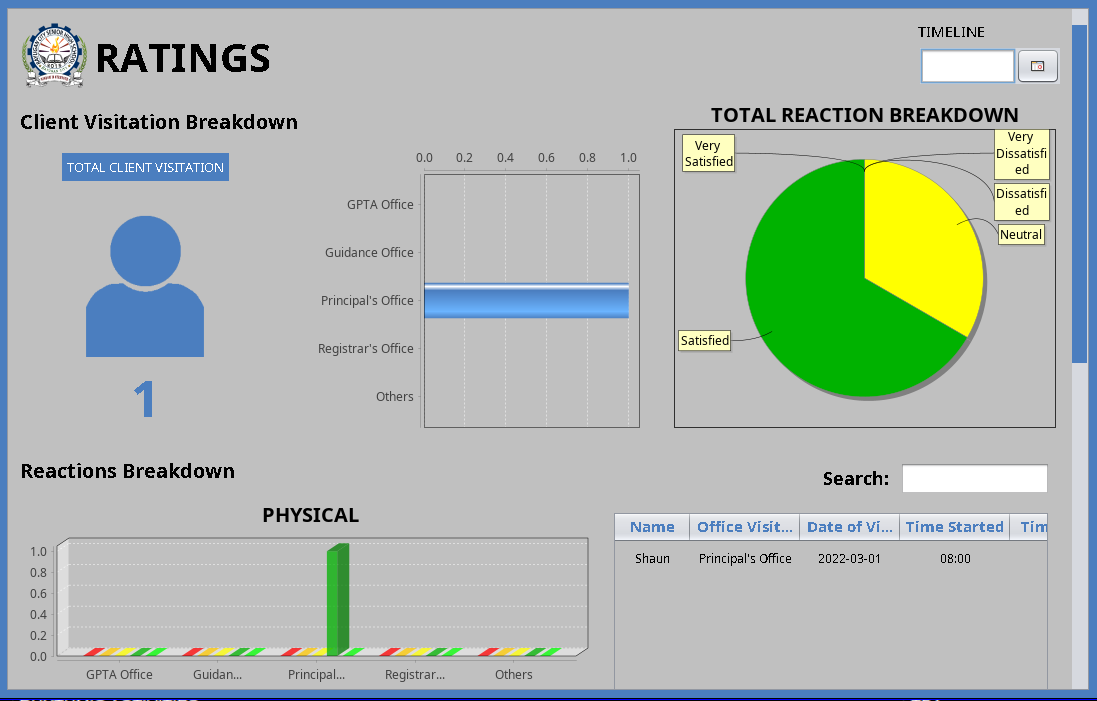 RATINGS
TIMELINE
Client Visitation Breakdown
TOTAL REACTION BREAKDOWN
TOTAL CLIENT VISITATION
1
0.0 0.2 0.4 0.6 0.8 1.0
GPTA Office
Guidance Office
Principal's Office
Registrar's Office
Others
Very
Satisfied
Very
Dissatisfi
ed
Dissatisfi
ed
Neutral
Satisfied
Reactions Breakdown
Search:
PHYSICAL
1.0
0.8
0.6
0.4
0.2
0.0
GPTA Office Guidan... Principal... Registrar... Others
Name Office Visit... Date of Vi... Time Started Tim
Shaun Principal's Office 2022-03-01 08:00